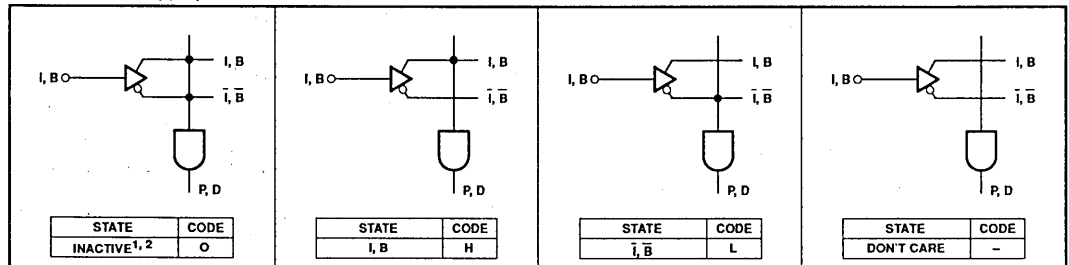 I, B
I, B
I̅, B̅
P, D
STATE CODE
INACTIVE1, 2 O
I, B
I, B
I̅, B̅
P, D
STATE CODE
I, B H
I, B
I, B
I̅, B̅
P, D
STATE CODE
I̅, B̅ L
I, B
I, B
I̅, B̅
P, D
STATE CODE
DON'T CARE –